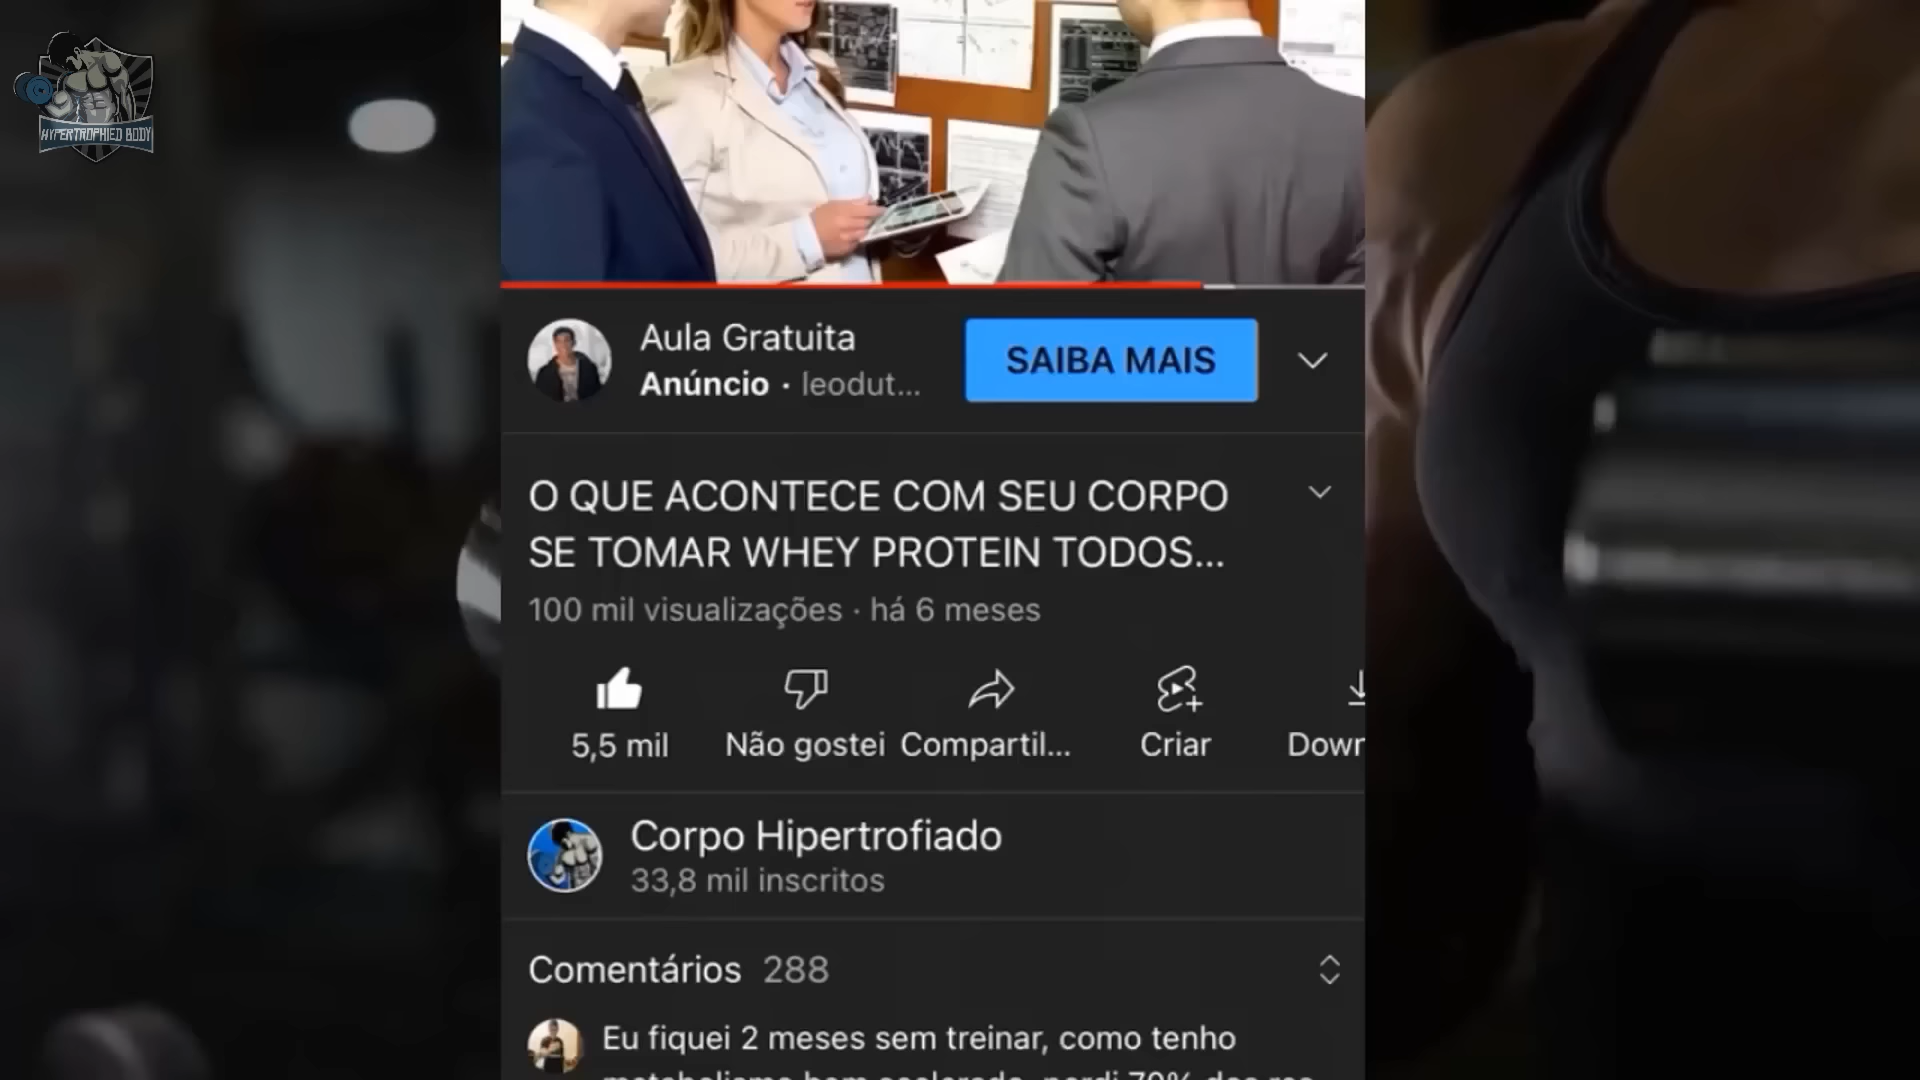 HYPERTROPHIED BODY
Aula Gratuita
Anúncio · leodut...
SAIBA MAIS
O QUE ACONTECE COM SEU CORPO
SE TOMAR WHEY PROTEIN TODOS...
100 mil visualizações · há 6 meses
5,5 mil
Não gostei
Compartil...
Criar
Down
Corpo Hipertrofiado
33,8 mil inscritos
Comentários 288
Eu fiquei 2 meses sem treinar, como tenho